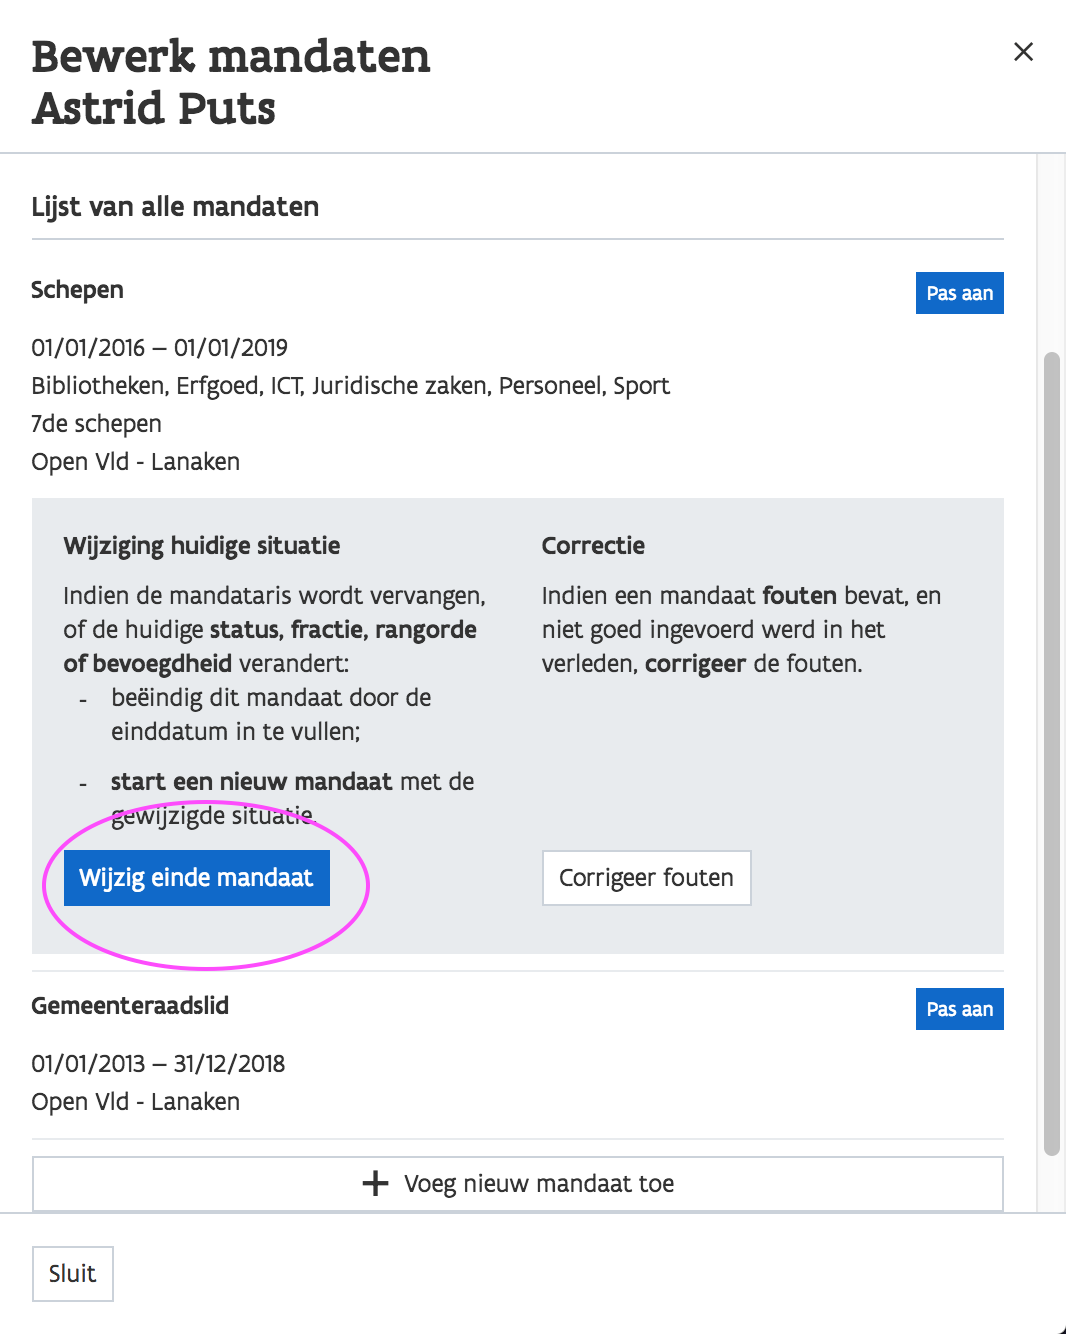 Bewerk mandaten
Astrid Puts
Lijst van alle mandaten
Schepen
Pas aan
01/01/2016 – 01/01/2019
Bibliotheken, Erfgoed, ICT, Juridische zaken, Personeel, Sport
7de schepen
Open Vld - Lanaken
Wijziging huidige situatie
Indien de mandataris wordt vervangen,
of de huidige status, fractie, rangorde
of bevoegdheid verandert:
- beëindig dit mandaat door de
einddatum in te vullen;
- start een nieuw mandaat met de
gewijzigde situatie.
Wijzig einde mandaat
Correctie
Indien een mandaat fouten bevat, en
niet goed ingevoerd werd in het
verleden, corrigeer de fouten.
Corrigeer fouten
Gemeenteraadslid
Pas aan
01/01/2013 – 31/12/2018
Open Vld - Lanaken
Voeg nieuw mandaat toe
Sluit